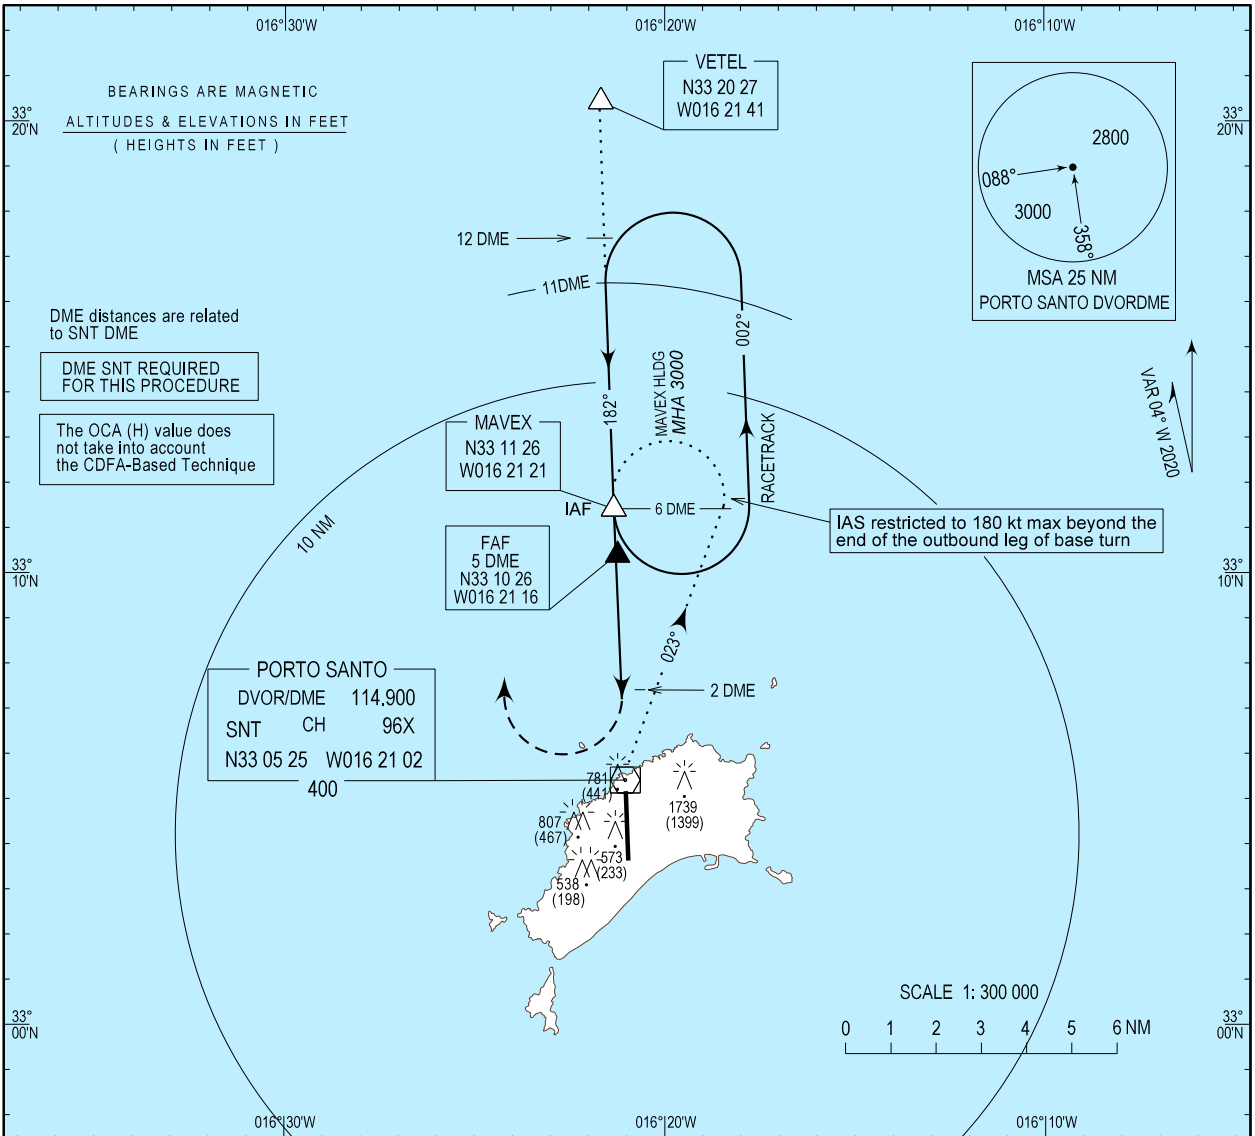 016°30'W
016°20'W
016°10'W
BEARINGS ARE MAGNETIC
ALTITUDES & ELEVATIONS IN FEET
( HEIGHTS IN FEET )
VETEL
N33 20 27
W016 21 41
33°
20'N
33°
20'N
2800
088°
3000
358°
MSA 25 NM
PORTO SANTO DVORDME
12 DME
11DME
DME distances are related
to SNT DME
DME SNT REQUIRED
FOR THIS PROCEDURE
The OCA (H) value does
not take into account
the CDFA-Based Technique
002°
182°
MAVEX HLDG
MHA 3000
RACETRACK
VAR 04° W 2020
MAVEX
N33 11 26
W016 21 21
IAF
6 DME
10 NM
IAS restricted to 180 kt max beyond the
end of the outbound leg of base turn
FAF
5 DME
N33 10 26
W016 21 16
33°
10'N
33°
10'N
023°
2 DME
PORTO SANTO
DVOR/DME 114.900
SNT CH 96X
N33 05 25 W016 21 02
400
781
(441)
1739
(1399)
807
(467)
573
(233)
538
(198)
SCALE 1: 300 000
0 1 2 3 4 5 6 NM
33°
00'N
33°
00'N
016°30'W
016°20'W
016°10'W